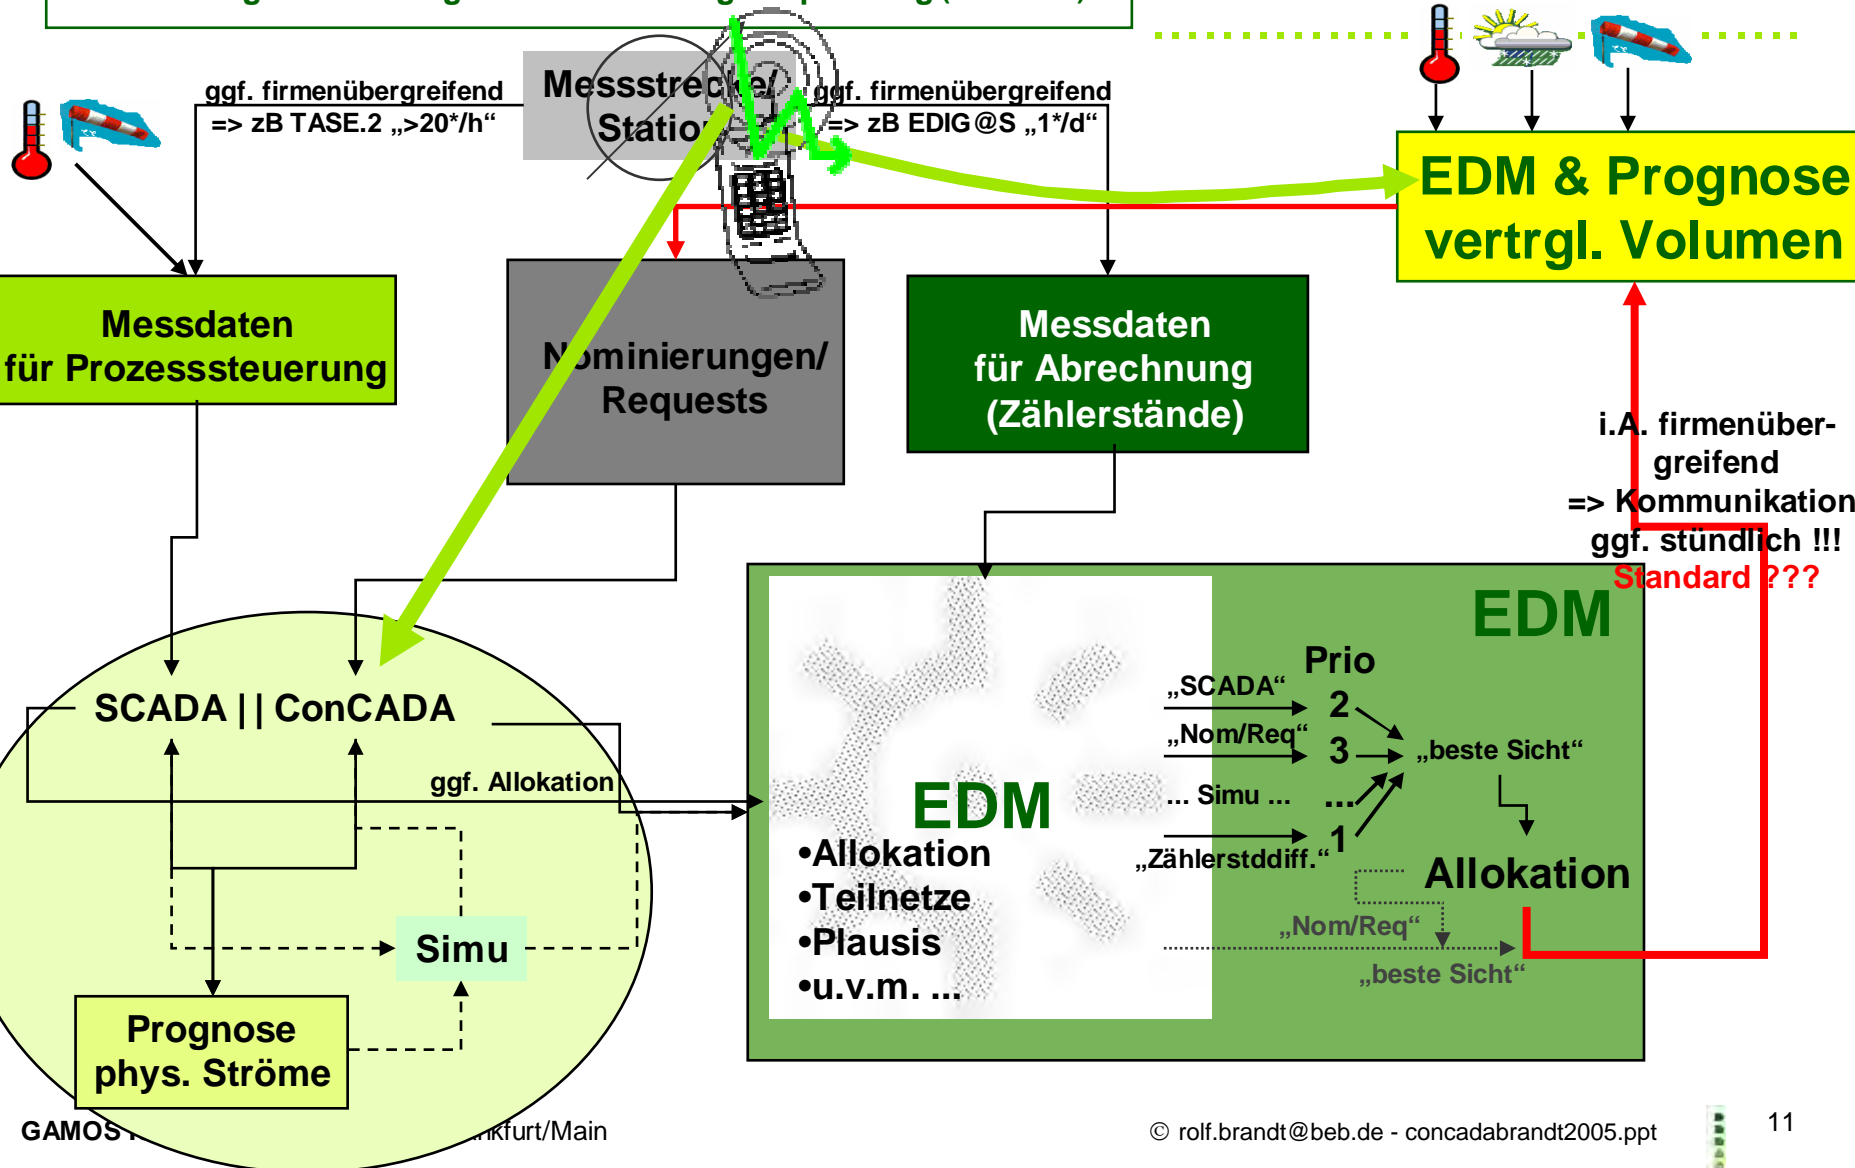 ggf. firmenübergreifend
=> zB TASE.2 „>20*/h“
Messstrecke/
Station
ggf. firmenübergreifend
=> zB EDIG@S „1*/d“
EDM & Prognose
vertrgl. Volumen
Messdaten
für Prozesssteuerung
Nominierungen/
Requests
Messdaten
für Abrechnung
(Zählerstände)
i.A. firmenüber-
greifend
=> Kommunikation
ggf. stündlich !!!
Standard ???
EDM
SCADA || ConCADA
ggf. Allokation
Simu
Prognose
phys. Ströme
EDM
•Allokation
•Teilnetze
•Plausis
•u.v.m. ...
Prio
„SCADA“ 2
„Nom/Req“ 3
... Simu ... ...
„Zählerstddiff.“ 1
„beste Sicht“
Allokation
„Nom/Req“
„beste Sicht“
© rolf.brandt@beb.de - concadabrandt2005.ppt
11